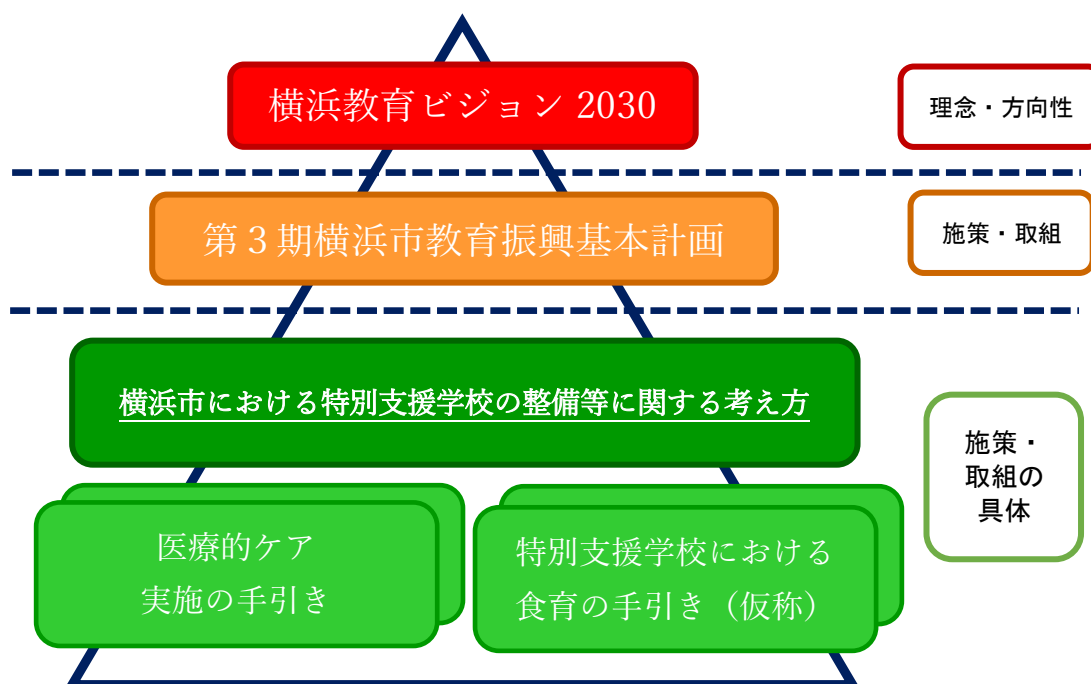 横浜教育ビジョン 2030
理念・方向性
第３期横浜市教育振興基本計画
施策・取組
横浜市における特別支援学校の整備等に関する考え方
施策・
取組の
具体
医療的ケア
実施の手引き
特別支援学校における
食育の手引き（仮称）